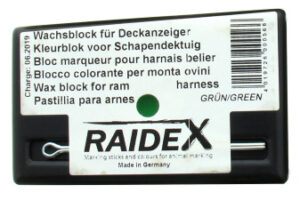 Wachsblock für Deckanzeiger
Kleurblok voor Schapendektuig
Bloc marqueur pour harnais belier
Blocco colorante per monta ovini
Wax block for ram harness
Pastillia para arnes
GRÜN/GREEN
Charge: 06.2019
RAIDEX
Marking sticks and colours for animal marking
Made in Germany